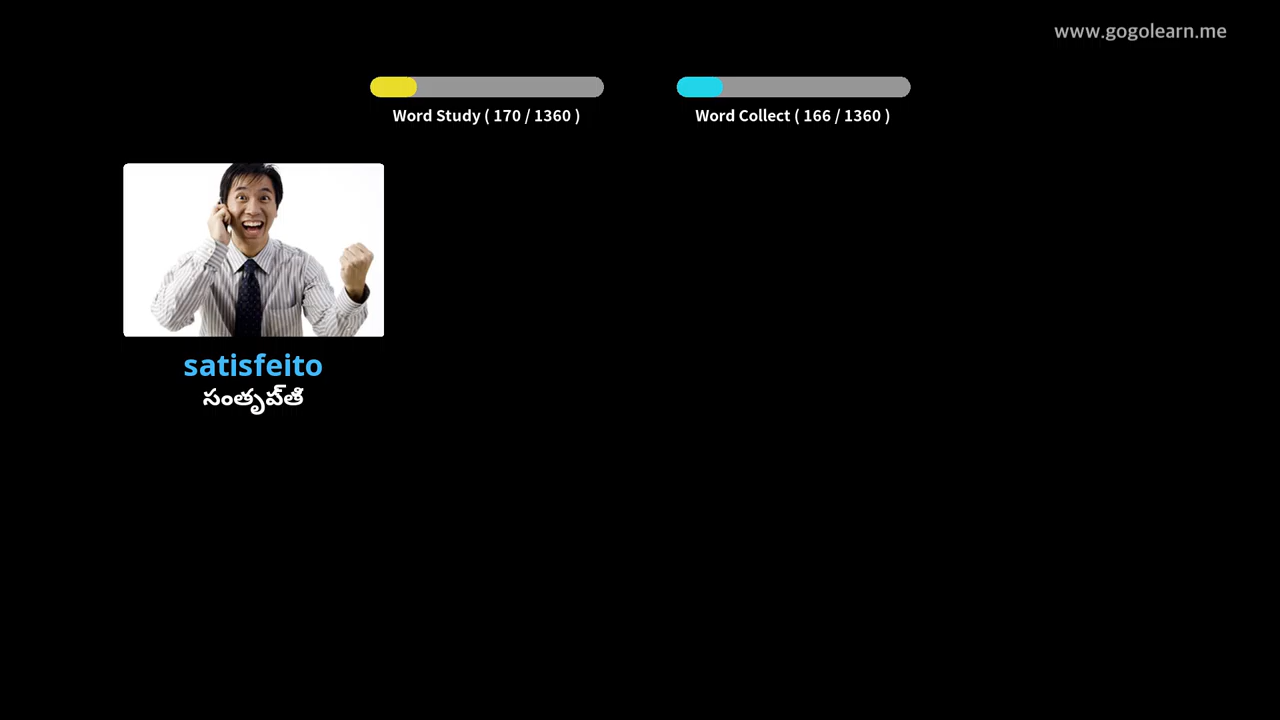 www.gogolearn.me
Word Study ( 170 / 1360 )
Word Collect ( 166 / 1360 )
satisfeito
సంతృప్తి